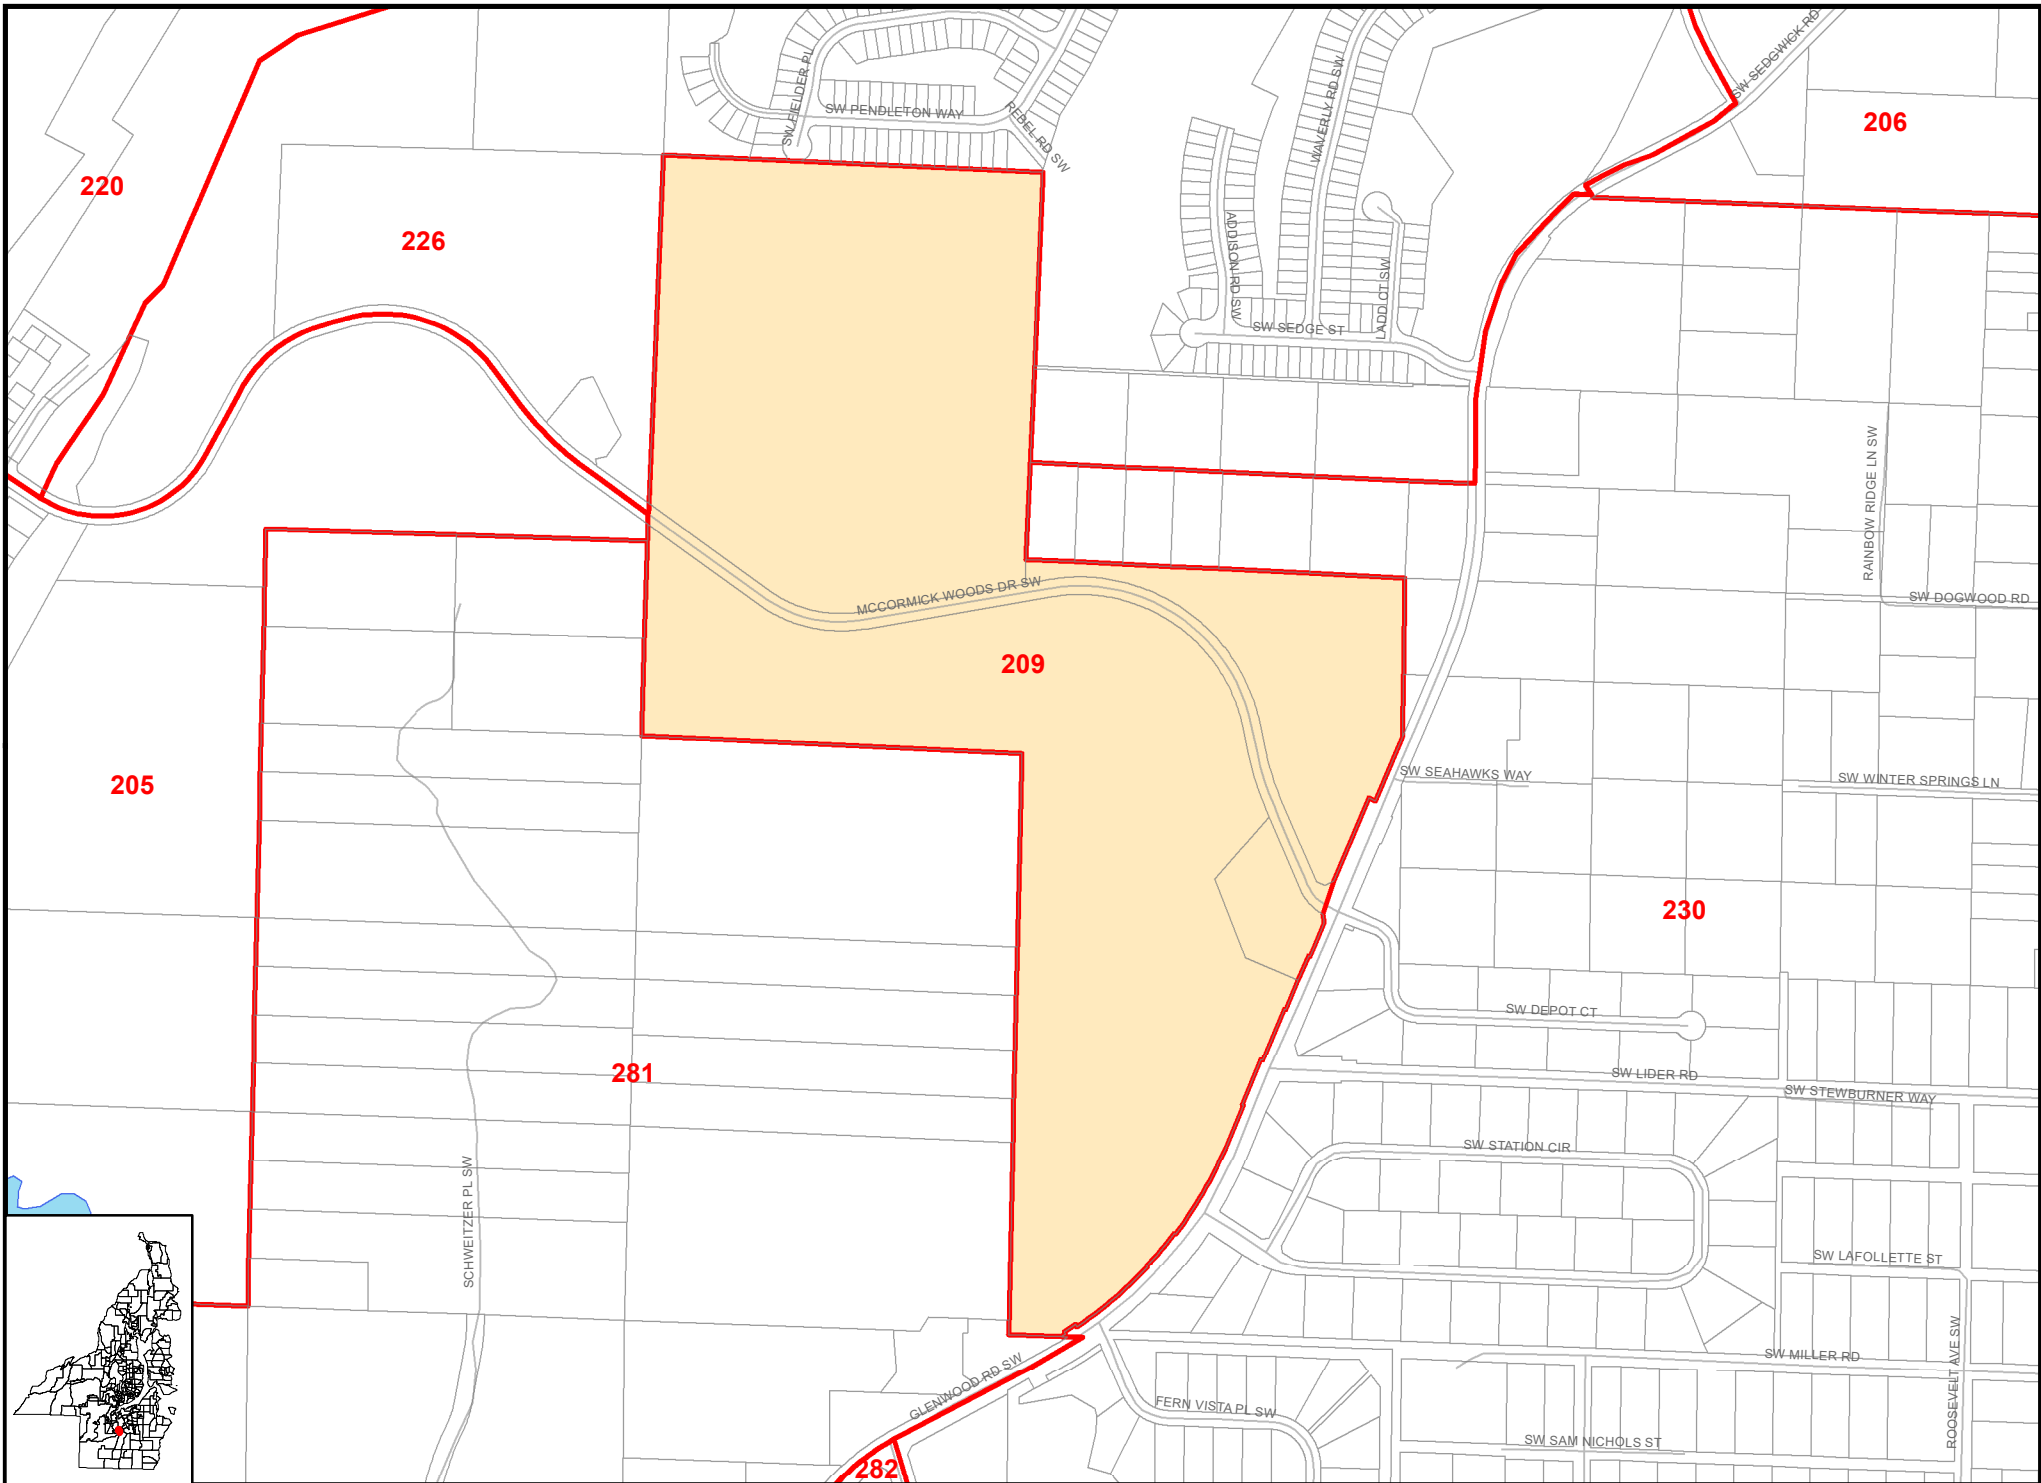 SW SEDGWICK RD
SW FIELDER PL
SW PENDLETON WAY
REBEL RD SW
WAVERLY RD SW
206
220
226
ADDISON RD SW
LADD CT SW
SW SEDGE ST
RAINBOW RIDGE LN SW
SW DOGWOOD RD
MCCORMICK WOODS DR SW
209
205
SW SEAHAWKS WAY
SW WINTER SPRINGS LN
230
SW DEPOT CT
281
SW LIDER RD
SW STEWBURNER WAY
SW STATION CIR
SCHWEITZER PL SW
SW LAFOLLETTE ST
SW MILLER RD
ROOSEVELT AVE SW
GLENWOOD RD SW
FERN VISTA PL SW
SW SAM NICHOLS ST
282